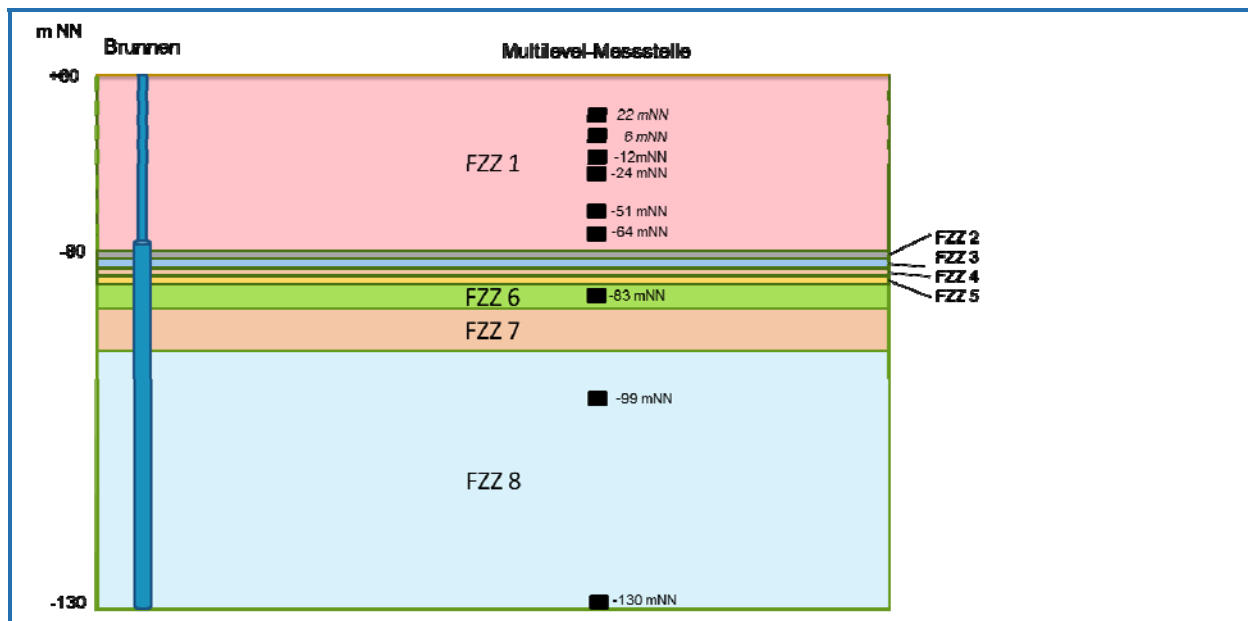 m NN
Brunnen
Multilevel-Messstelle
+60
22 mNN
6 mNN
-12mNN
FZZ 1
-24 mNN
-51 mNN
-64 mNN
-80
FZZ 2
FZZ 3
FZZ 4
FZZ 5
FZZ 6
-83 mNN
FZZ 7
-99 mNN
FZZ 8
-130
-130 mNN